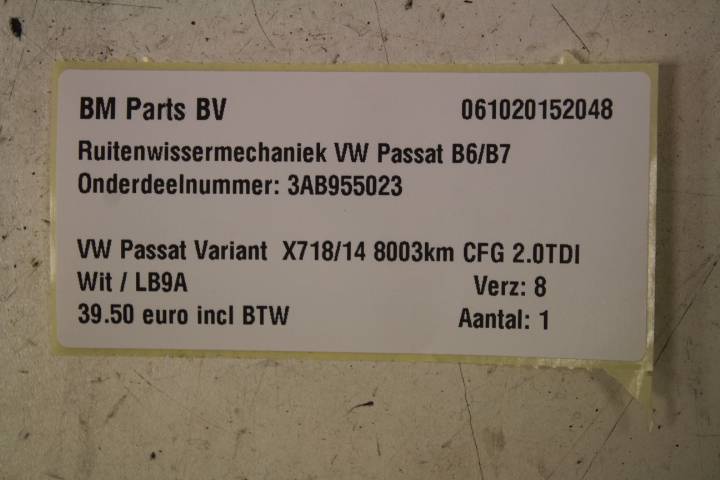 BM Parts BV 061020152048
Ruitenwissermechaniek VW Passat B6/B7
Onderdeelnummer: 3AB955023
VW Passat Variant X718/14 8003km CFG 2.0TDI
Wit / LB9A Verz: 8
39.50 euro incl BTW Aantal: 1